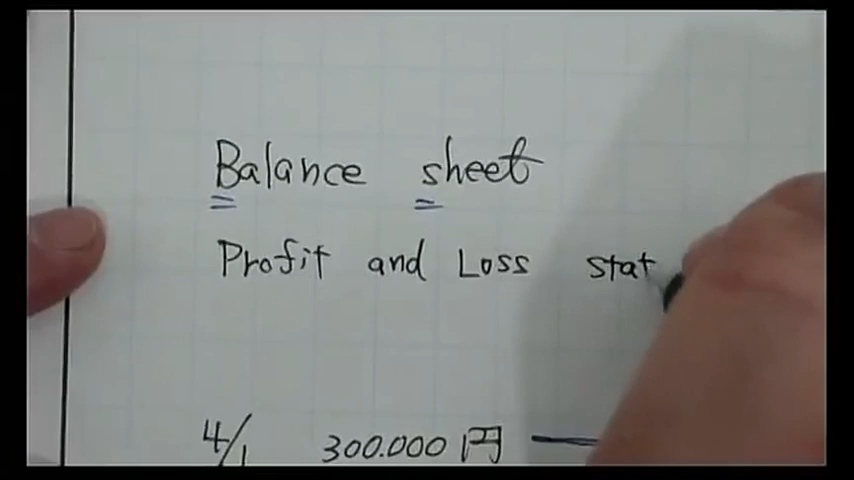 Balance sheet
Profit and Loss stat
4/1 300.000円